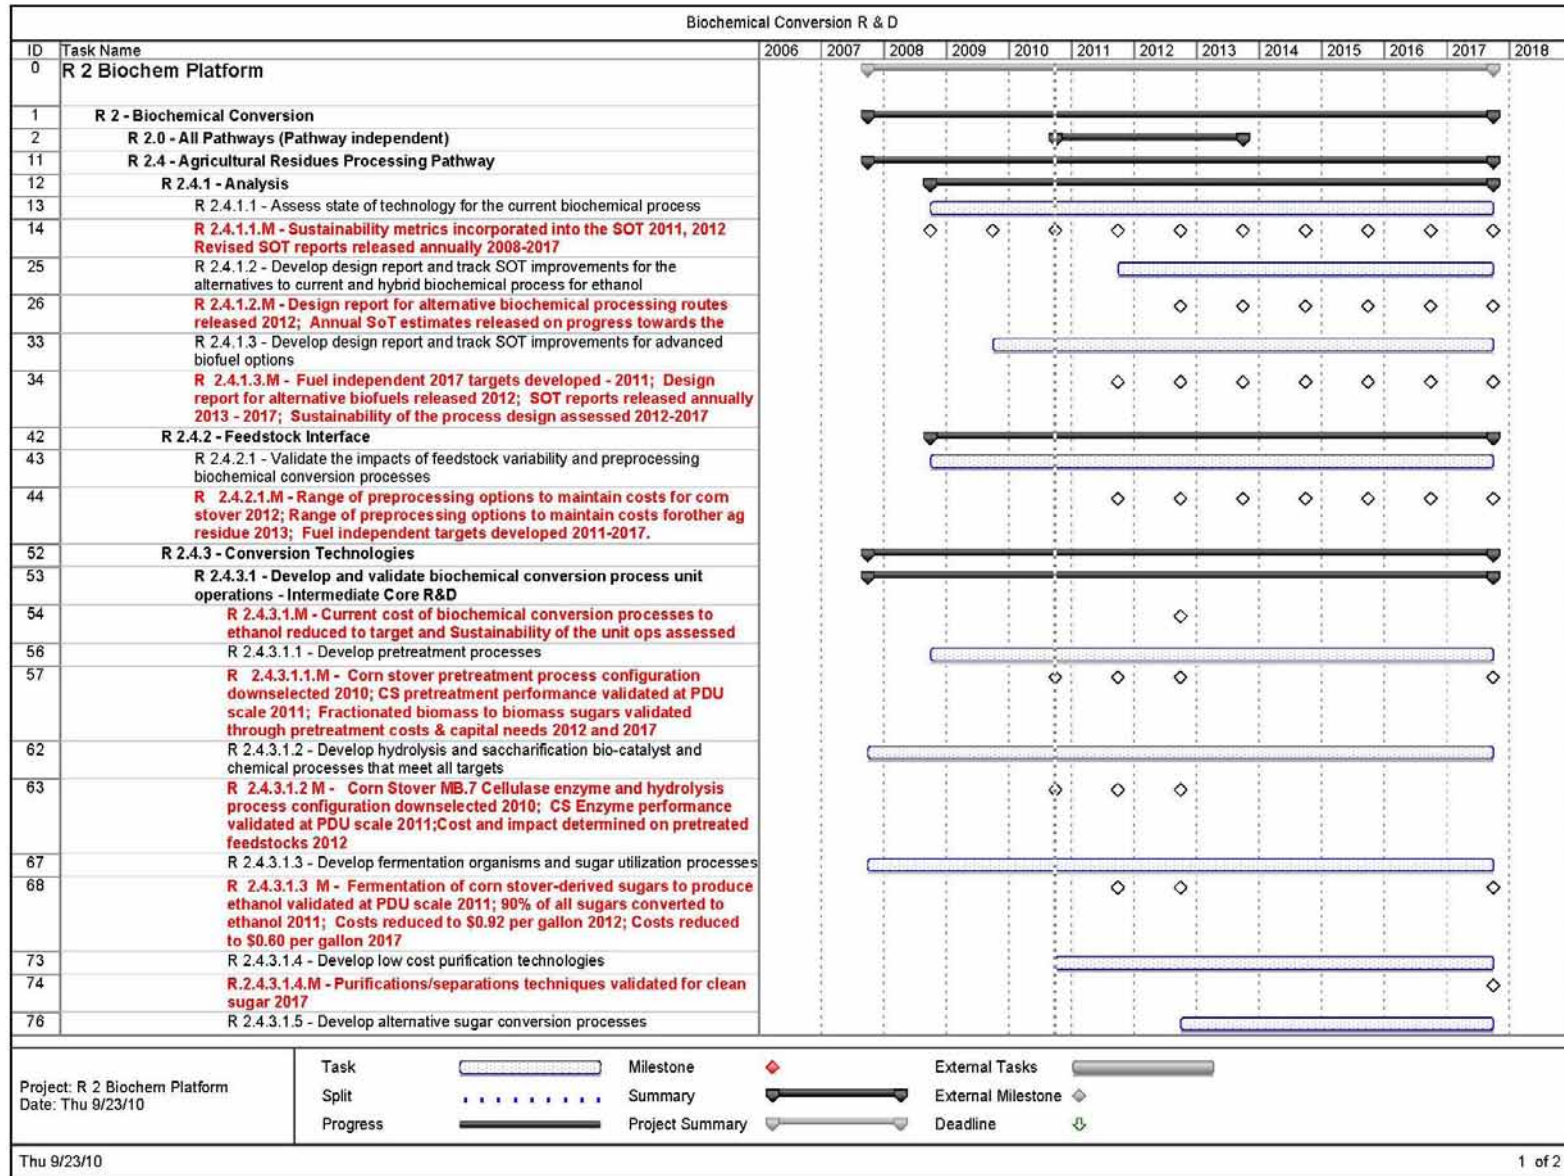 Biochemical Conversion R & D
ID Task Name 2006 2007 2008 2009 2010 2011 2012 2013 2014 2015 2016 2017 2018
0 R 2 Biochem Platform
1 R 2 - Biochemical Conversion
2 R 2.0 - All Pathways (Pathway independent)
11 R 2.4 - Agricultural Residues Processing Pathway
12 R 2.4.1 - Analysis
13 R 2.4.1.1 - Assess state of technology for the current biochemical process
14 R 2.4.1.1.M - Sustainability metrics incorporated into the SOT 2011, 2012
Revised SOT reports released annually 2008-2017
25 R 2.4.1.2 - Develop design report and track SOT improvements for the
alternatives to current and hybrid biochemical process for ethanol
26 R 2.4.1.2.M - Design report for alternative biochemical processing routes
released 2012; Annual SoT estimates released on progress towards the
33 R 2.4.1.3 - Develop design report and track SOT improvements for advanced
biofuel options
34 R 2.4.1.3.M - Fuel independent 2017 targets developed - 2011; Design
report for alternative biofuels released 2012; SOT reports released annually
2013 - 2017; Sustainability of the process design assessed 2012-2017
42 R 2.4.2 - Feedstock Interface
43 R 2.4.2.1 - Validate the impacts of feedstock variability and preprocessing
biochemical conversion processes
44 R 2.4.2.1.M - Range of preprocessing options to maintain costs for corn
stover 2012; Range of preprocessing options to maintain costs forother ag
residue 2013; Fuel independent targets developed 2011-2017.
52 R 2.4.3 - Conversion Technologies
53 R 2.4.3.1 - Develop and validate biochemical conversion process unit
operations - Intermediate Core R&D
54 R 2.4.3.1.M - Current cost of biochemical conversion processes to
ethanol reduced to target and Sustainability of the unit ops assessed
56 R 2.4.3.1.1 - Develop pretreatment processes
57 R 2.4.3.1.1.M - Corn stover pretreatment process configuration
downselected 2010; CS pretreatment performance validated at PDU
scale 2011; Fractionated biomass to biomass sugars validated
through pretreatment costs & capital needs 2012 and 2017
62 R 2.4.3.1.2 - Develop hydrolysis and saccharification bio-catalyst and
chemical processes that meet all targets
63 R 2.4.3.1.2 M - Corn Stover MB.7 Cellulase enzyme and hydrolysis
process configuration downselected 2010; CS Enzyme performance
validated at PDU scale 2011;Cost and impact determined on pretreated
feedstocks 2012
67 R 2.4.3.1.3 - Develop fermentation organisms and sugar utilization processes
68 R 2.4.3.1.3 M - Fermentation of corn stover-derived sugars to produce
ethanol validated at PDU scale 2011; 90% of all sugars converted to
ethanol 2011; Costs reduced to $0.92 per gallon 2012; Costs reduced
to $0.60 per gallon 2017
73 R 2.4.3.1.4 - Develop low cost purification technologies
74 R.2.4.3.1.4.M - Purifications/separations techniques validated for clean
sugar 2017
76 R 2.4.3.1.5 - Develop alternative sugar conversion processes
Project: R 2 Biochem Platform
Date: Thu 9/23/10
Task Milestone External Tasks
Split Summary External Milestone
Progress Project Summary Deadline
Thu 9/23/10 1 of 2